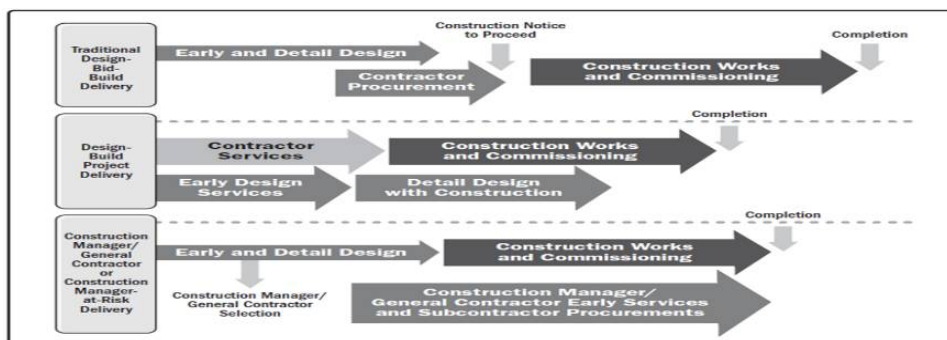 Traditional
Design-
Bid-
Build
Delivery
Early and Detail Design
Construction Notice
to Proceed
Completion
Contractor
Procurement
Construction Works
and Commissioning
Design-
Build
Project
Delivery
Contractor
Services
Construction Works
and Commissioning
Completion
Early Design
Services
Detail Design
with Construction
Construction
Manager/
General
Contractor
or
Construction
Manager-
at-Risk
Delivery
Early and Detail Design
Construction Works
and Commissioning
Completion
Construction Manager/
General Contractor
Selection
Construction Manager/
General Contractor Early Services
and Subcontractor Procurements